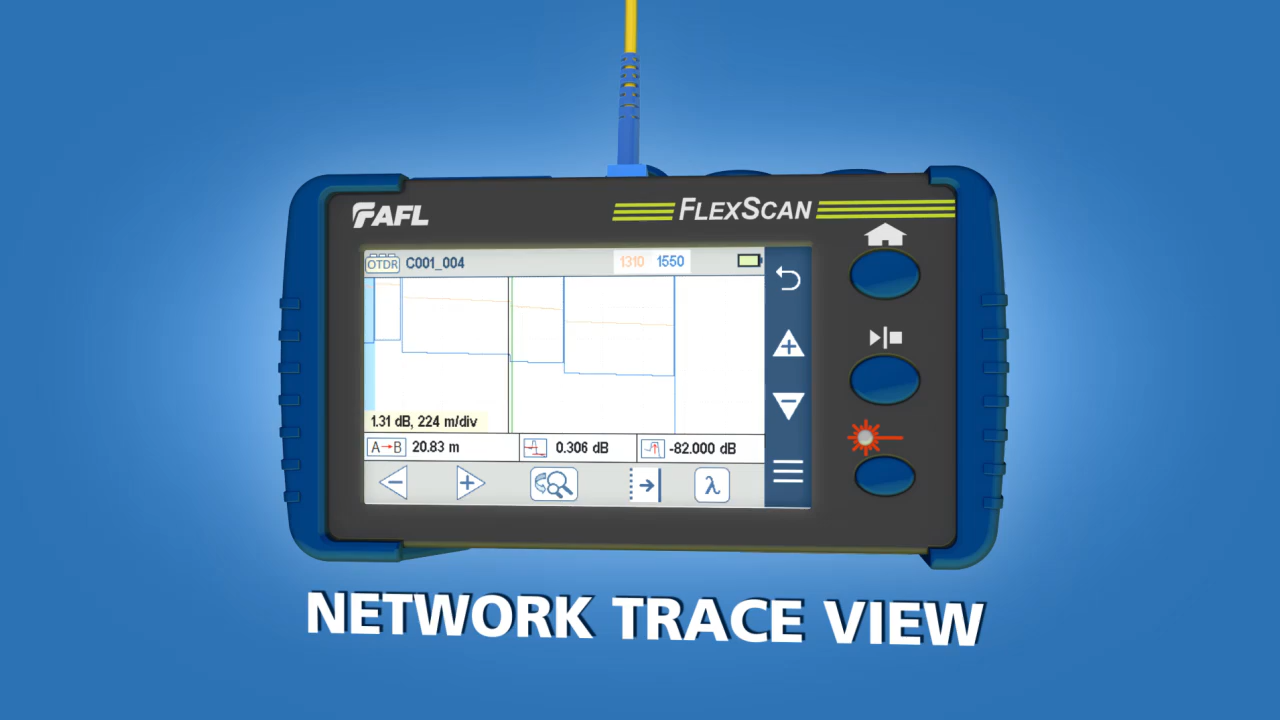 AFL
FLEXSCAN
OTDR C001_004 1310 1550
1.31 dB, 224 m/div
A→B 20.83 m 0.306 dB -82.000 dB
λ
NETWORK TRACE VIEW